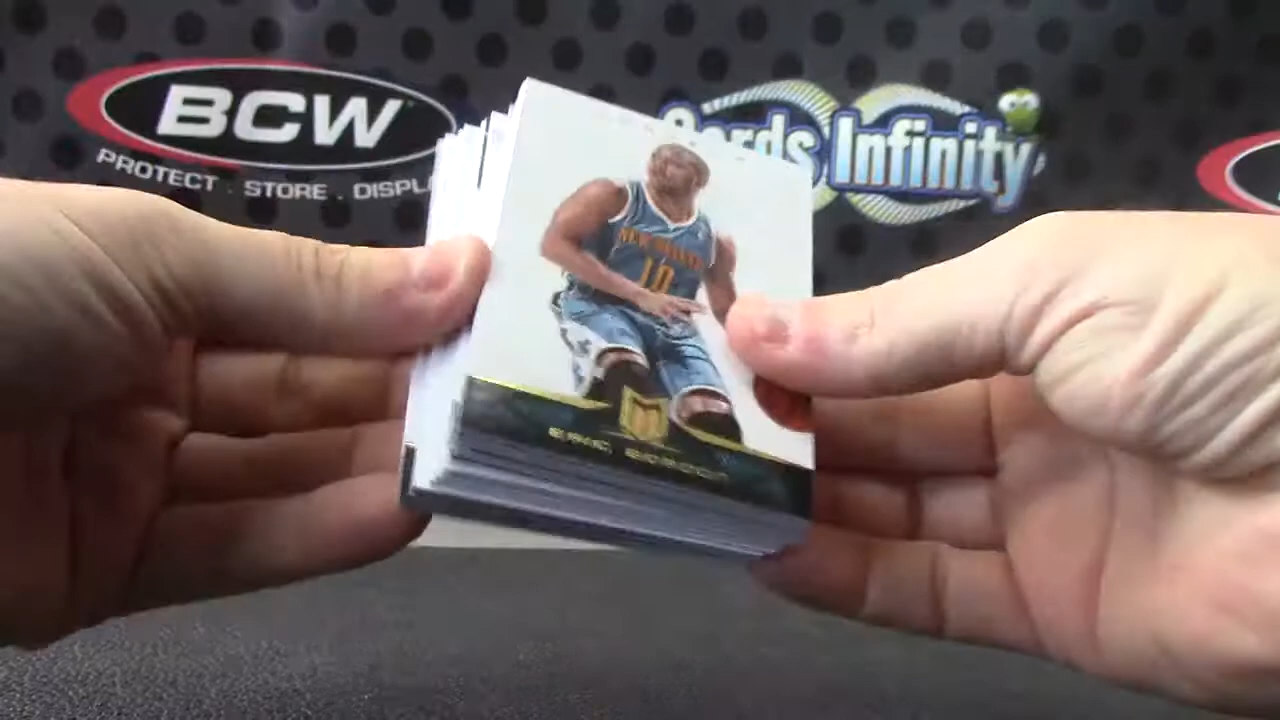 BCW
PROTECT . STORE . DISPL
Cards Infinity
NEW ORLEANS
10
M
ERIC GORDON